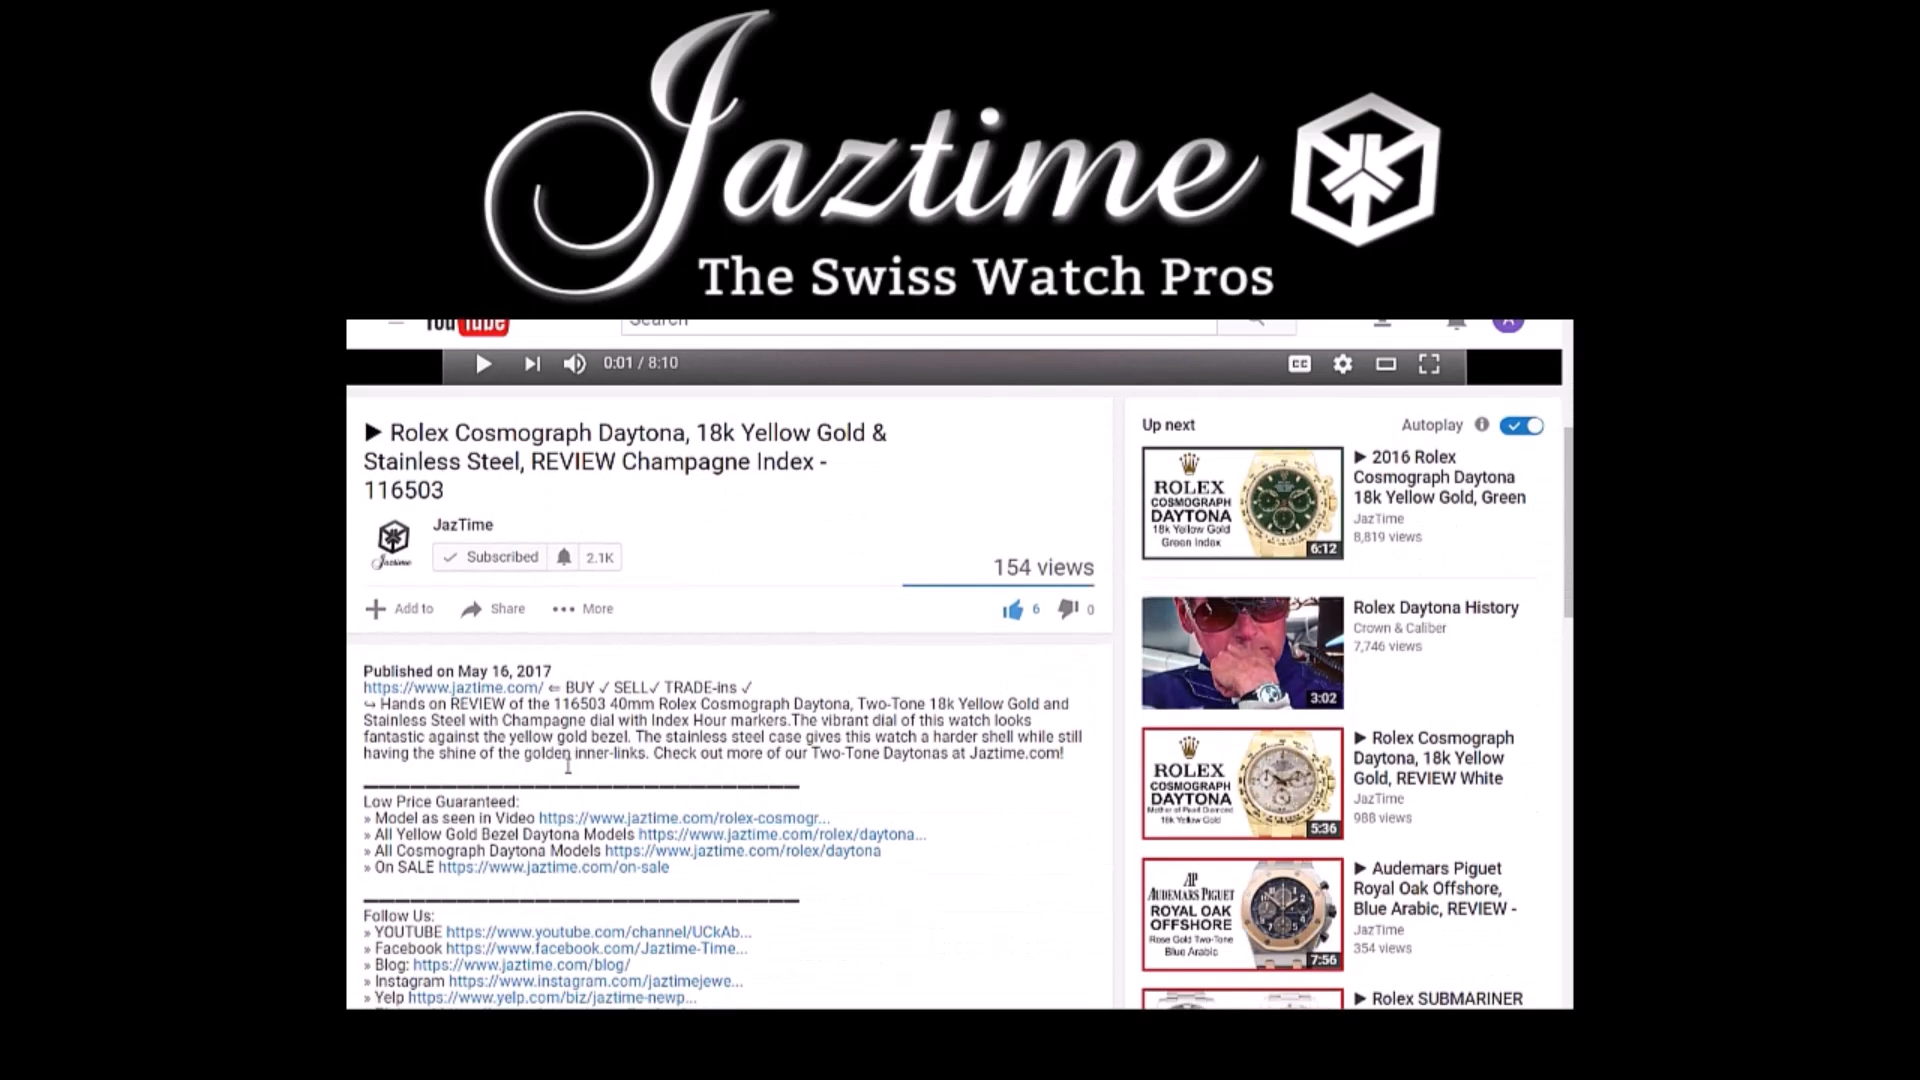 Jaztime
The Swiss Watch Pros
YouTube
Search
0:01 / 8:10
CC
▶ Rolex Cosmograph Daytona, 18k Yellow Gold &
Stainless Steel, REVIEW Champagne Index -
116503
JazTime
Jaztime
✓ Subscribed 2.1K
154 views
Add to Share ••• More
6 0
Published on May 16, 2017
https://www.jaztime.com/ ⇐ BUY ✓ SELL✓ TRADE-ins ✓
↪ Hands on REVIEW of the 116503 40mm Rolex Cosmograph Daytona, Two-Tone 18k Yellow Gold and
Stainless Steel with Champagne dial with Index Hour markers.The vibrant dial of this watch looks
fantastic against the yellow gold bezel. The stainless steel case gives this watch a harder shell while still
having the shine of the golden inner-links. Check out more of our Two-Tone Daytonas at Jaztime.com!
Low Price Guaranteed:
» Model as seen in Video https://www.jaztime.com/rolex-cosmogr...
» All Yellow Gold Bezel Daytona Models https://www.jaztime.com/rolex/daytona...
» All Cosmograph Daytona Models https://www.jaztime.com/rolex/daytona
» On SALE https://www.jaztime.com/on-sale
Follow Us:
» YOUTUBE https://www.youtube.com/channel/UCkAb...
» Facebook https://www.facebook.com/Jaztime-Time...
» Blog: https://www.jaztime.com/blog/
» Instagram https://www.instagram.com/jaztimejewe...
» Yelp https://www.yelp.com/biz/jaztime-newp...
Up next
Autoplay
ROLEX
COSMOGRAPH
DAYTONA
18k Yellow Gold
Green Index
6:12
▶ 2016 Rolex
Cosmograph Daytona
18k Yellow Gold, Green
JazTime
8,819 views
3:02
Rolex Daytona History
Crown & Caliber
7,746 views
ROLEX
COSMOGRAPH
DAYTONA
Mother of Pearl Diamond
18k Yellow Gold
5:36
▶ Rolex Cosmograph
Daytona, 18k Yellow
Gold, REVIEW White
JazTime
988 views
AP
AUDEMARS PIGUET
ROYAL OAK
OFFSHORE
Rose Gold Two-Tone
Blue Arabic
7:56
▶ Audemars Piguet
Royal Oak Offshore,
Blue Arabic, REVIEW -
JazTime
354 views
▶ Rolex SUBMARINER